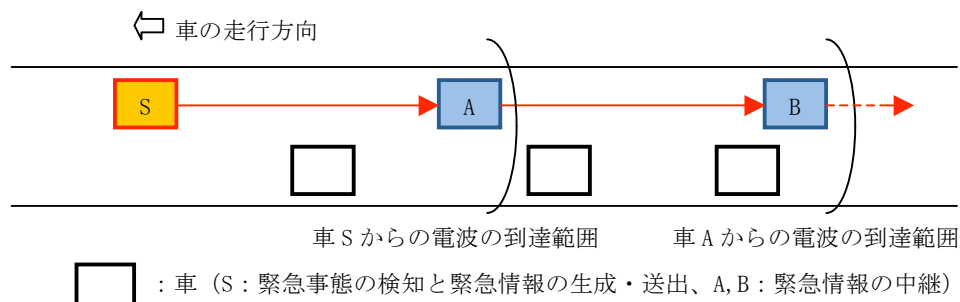 車の走行方向
S
A
B
車Sからの電波の到達範囲
車Aからの電波の到達範囲
：車（S：緊急事態の検知と緊急情報の生成・送出、A,B：緊急情報の中継）